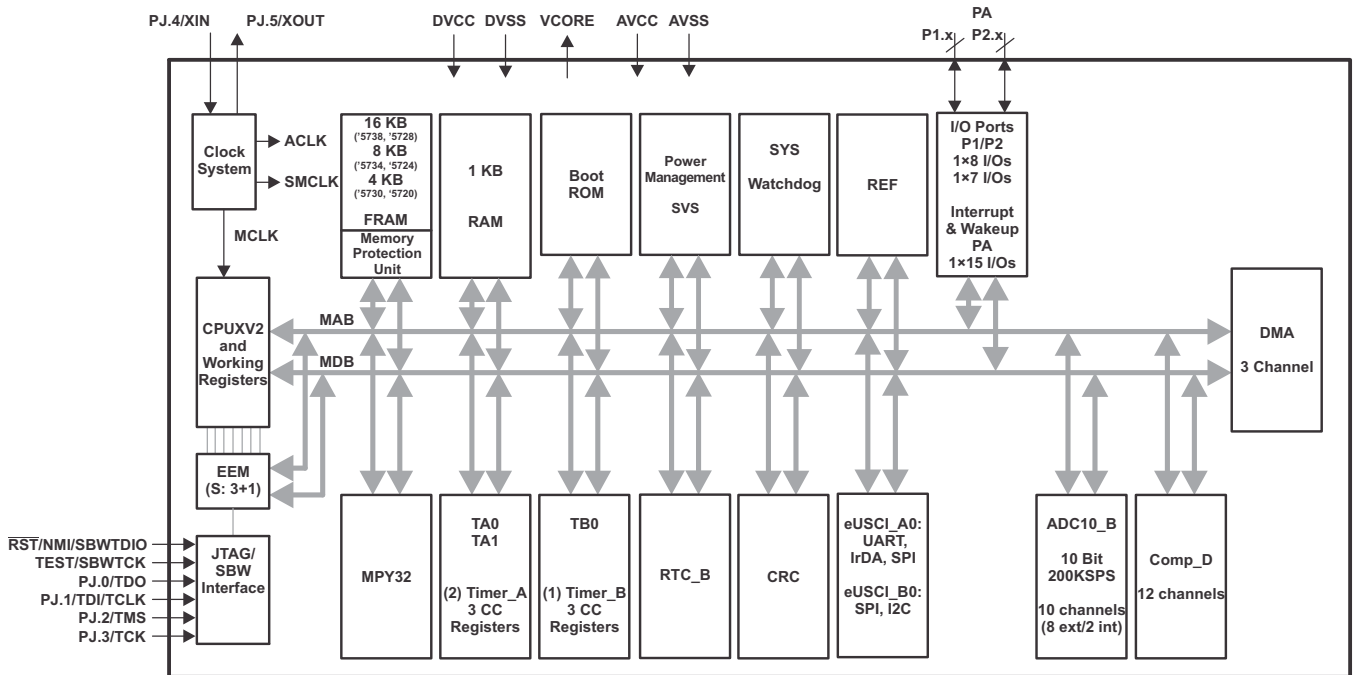 PJ.4/XIN
PJ.5/XOUT
DVCC
DVSS
VCORE
AVCC
AVSS
PA
P1.x
P2.x
Clock
System
ACLK
SMCLK
MCLK
16 KB
('5738, '5728)
8 KB
('5734, '5724)
4 KB
('5730, '5720)
FRAM
Memory
Protection
Unit
1 KB
RAM
Boot
ROM
Power
Management
SVS
SYS
Watchdog
REF
I/O Ports
P1/P2
1×8 I/Os
1×7 I/Os
Interrupt
& Wakeup
PA
1×15 I/Os
CPUXV2
and
Working
Registers
MAB
MDB
DMA
3 Channel
EEM
(S: 3+1)
RST/NMI/SBWTDIO
TEST/SBWTCK
PJ.0/TDO
PJ.1/TDI/TCLK
PJ.2/TMS
PJ.3/TCK
JTAG/
SBW
Interface
MPY32
TA0
TA1
(2) Timer_A
3 CC
Registers
TB0
(1) Timer_B
3 CC
Registers
RTC_B
CRC
eUSCI_A0:
UART,
IrDA, SPI
eUSCI_B0:
SPI, I2C
ADC10_B
10 Bit
200KSPS
10 channels
(8 ext/2 int)
Comp_D
12 channels